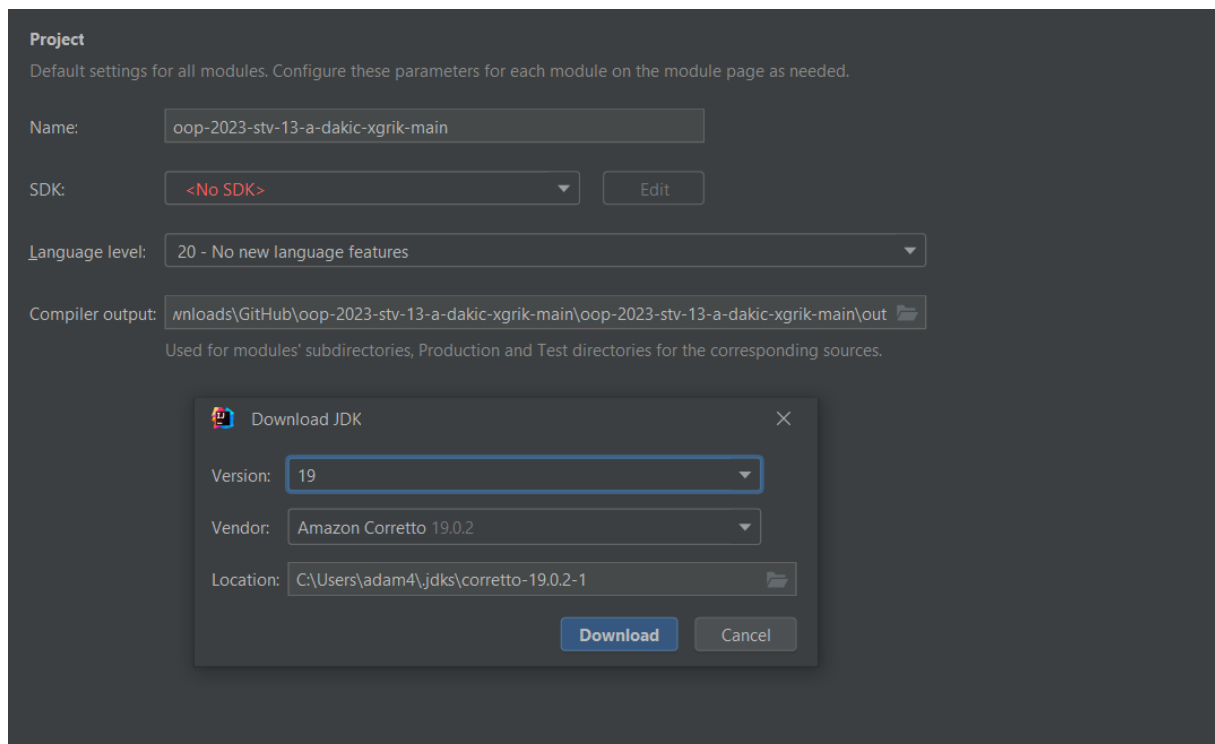 Project
Default settings for all modules. Configure these parameters for each module on the module page as needed.
Name: oop-2023-stv-13-a-dakic-xgrik-main
SDK: <No SDK> Edit
Language level: 20 - No new language features
Compiler output: wnloads\GitHub\oop-2023-stv-13-a-dakic-xgrik-main\oop-2023-stv-13-a-dakic-xgrik-main\out
Used for modules' subdirectories, Production and Test directories for the corresponding sources.
Download JDK
Version: 19
Vendor: Amazon Corretto 19.0.2
Location: C:\Users\adam4\.jdks\corretto-19.0.2-1
Download Cancel